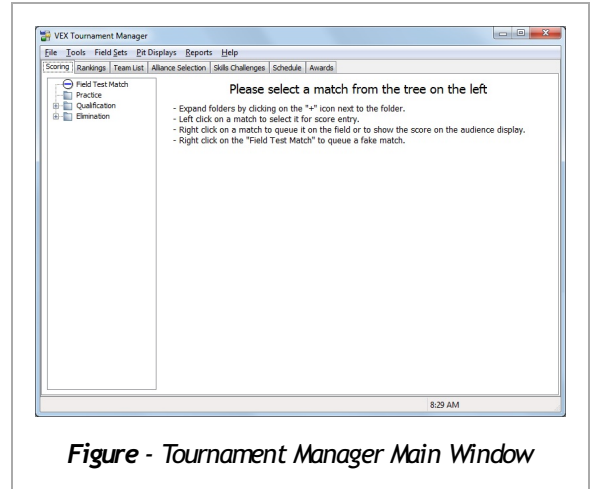 VEX Tournament Manager
File Tools Field Sets Pit Displays Reports Help
Scoring Rankings Team List Alliance Selection Skills Challenges Schedule Awards
Field Test Match
Practice
Qualification
Elimination
Please select a match from the tree on the left
- Expand folders by clicking on the "+" icon next to the folder.
- Left click on a match to select it for score entry.
- Right click on a match to queue it on the field or to show the score on the audience display.
- Right click on the "Field Test Match" to queue a fake match.
8:29 AM
Figure - Tournament Manager Main Window